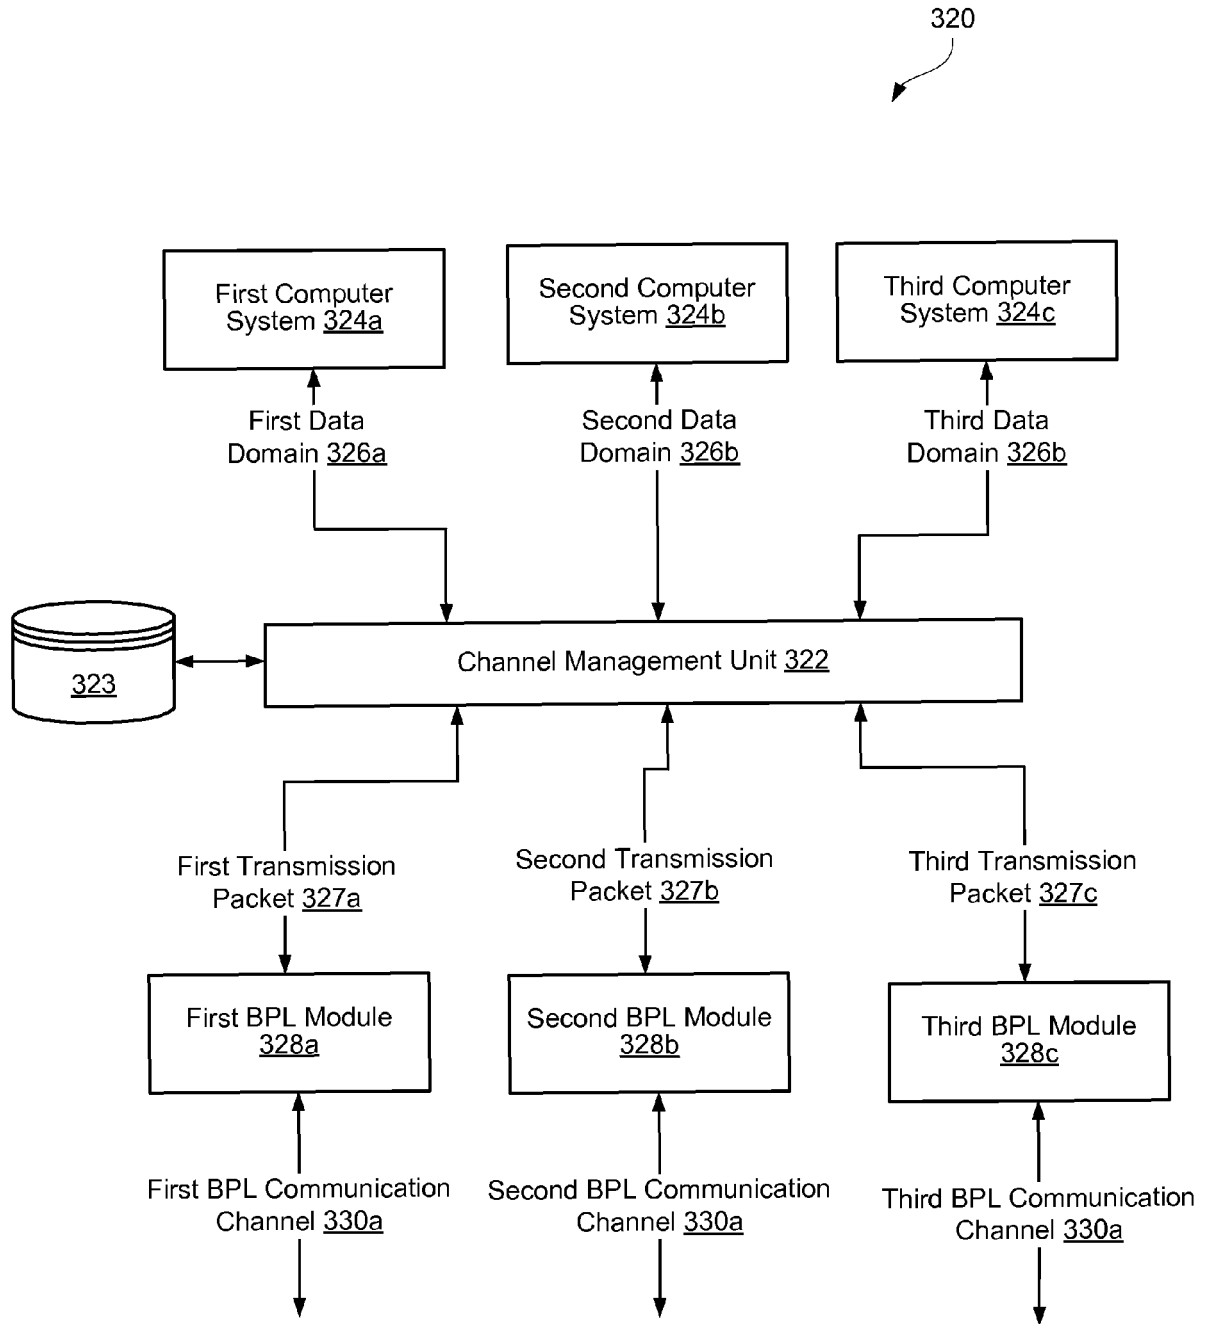 320
First Computer
System 324a
Second Computer
System 324b
Third Computer
System 324c
First Data
Domain 326a
Second Data
Domain 326b
Third Data
Domain 326b
323
Channel Management Unit 322
First Transmission
Packet 327a
Second Transmission
Packet 327b
Third Transmission
Packet 327c
First BPL Module
328a
Second BPL Module
328b
Third BPL Module
328c
First BPL Communication
Channel 330a
Second BPL Communication
Channel 330a
Third BPL Communication
Channel 330a